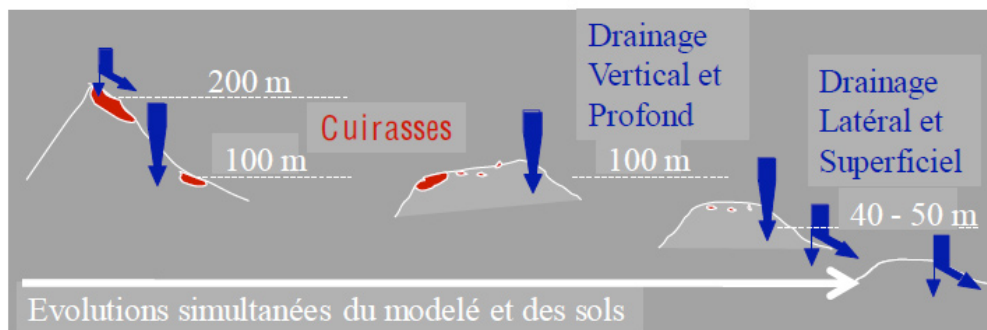 200 m
100 m
Cuirasses
Drainage
Vertical et
Profond
100 m
Drainage
Latéral et
Superficiel
40 - 50 m
Evolutions simultanées du modelé et des sols